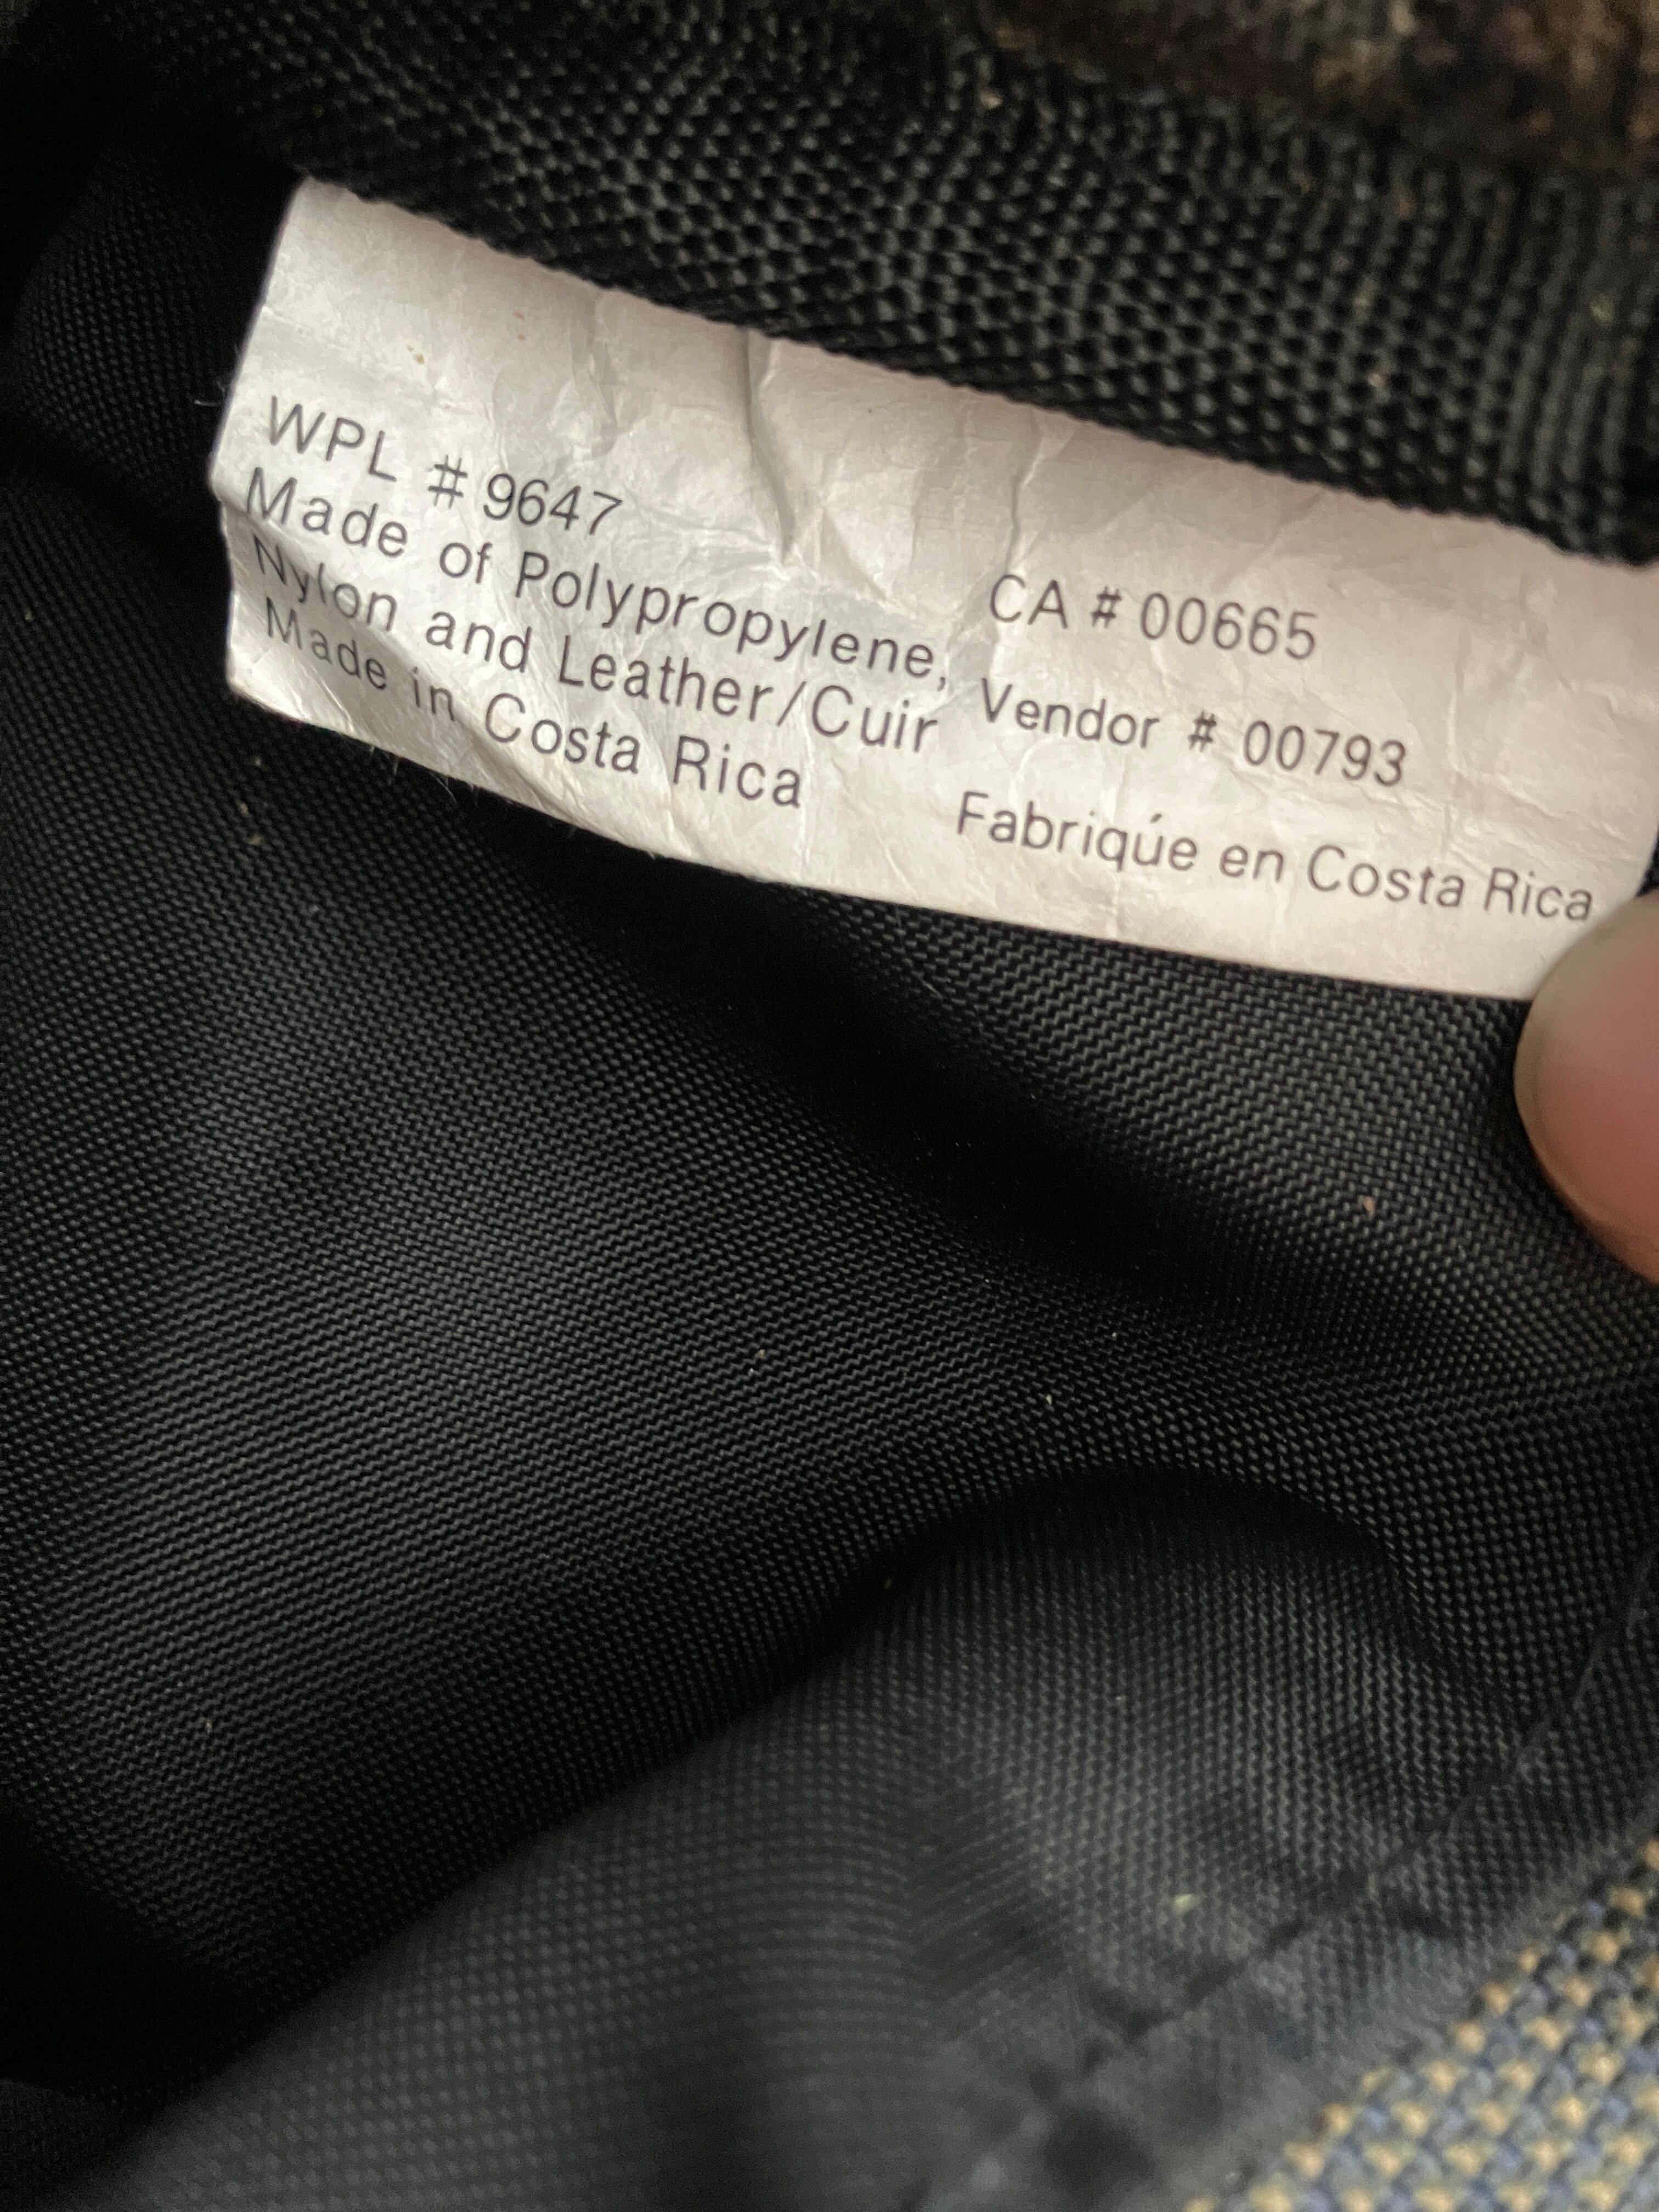 WPL # 9647
Made of Polypropylene,
Nylon and Leather/Cuir
Made in Costa Rica
CA # 00665
Vendor # 00793
Fabriqúe en Costa Rica